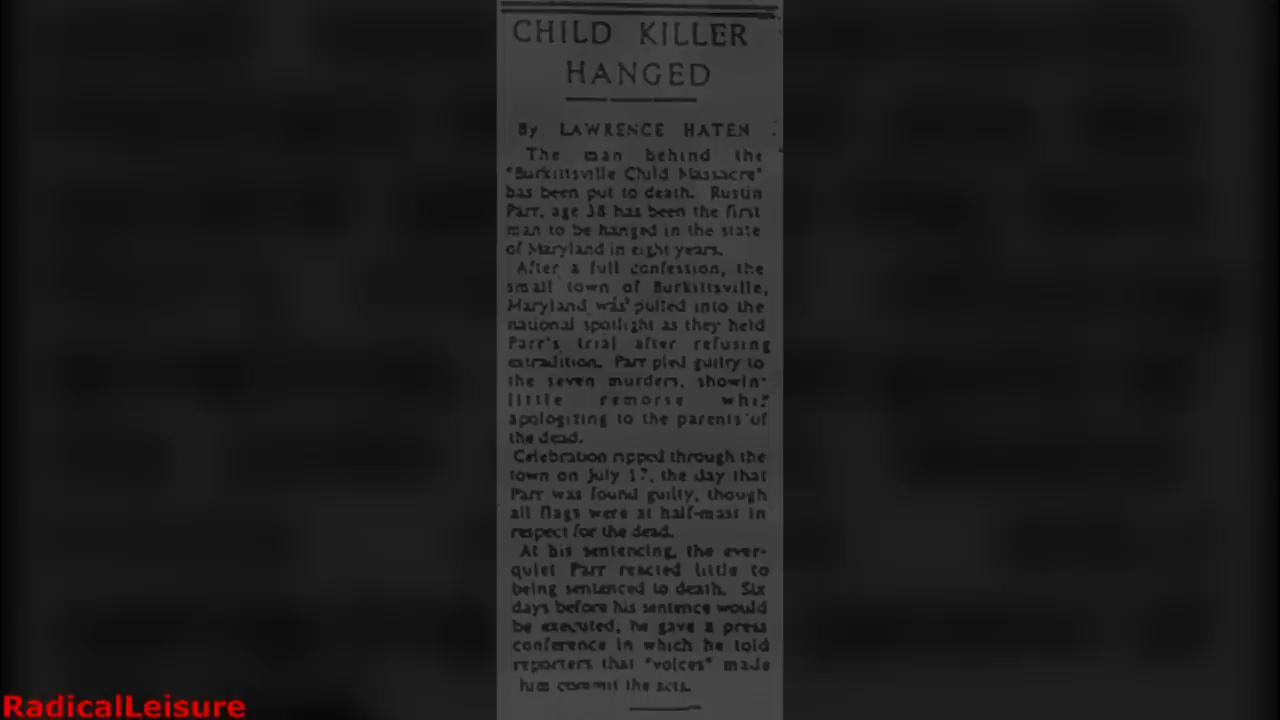 CHILD KILLER
HANGED
By LAWRENCE HATEN
The man behind the
"Burkittsville Child Massacre"
has been put to death. Rustin
Parr, age 38 has been the first
man to be hanged in the state
of Maryland in eight years.
After a full confession, the
small town of Burkittsville,
Maryland was pulled into the
national spotlight as they held
Parr's trial after refusing
extradition. Parr pled guilty to
the seven murders, showin
little remorse
apologizing to the parents of
the dead.
Celebration ripped through the
town on July 17, the day that
Parr was found guilty, though
all flags were at half-mast in
respect for the dead.
At his sentencing, the ever-
quiet Parr reacted little to
being sentenced to death. Six
days before his sentence would
be executed, he gave a press
conference in which he told
reporters that "voices" made
him commit the acts.
RadicalLeisure